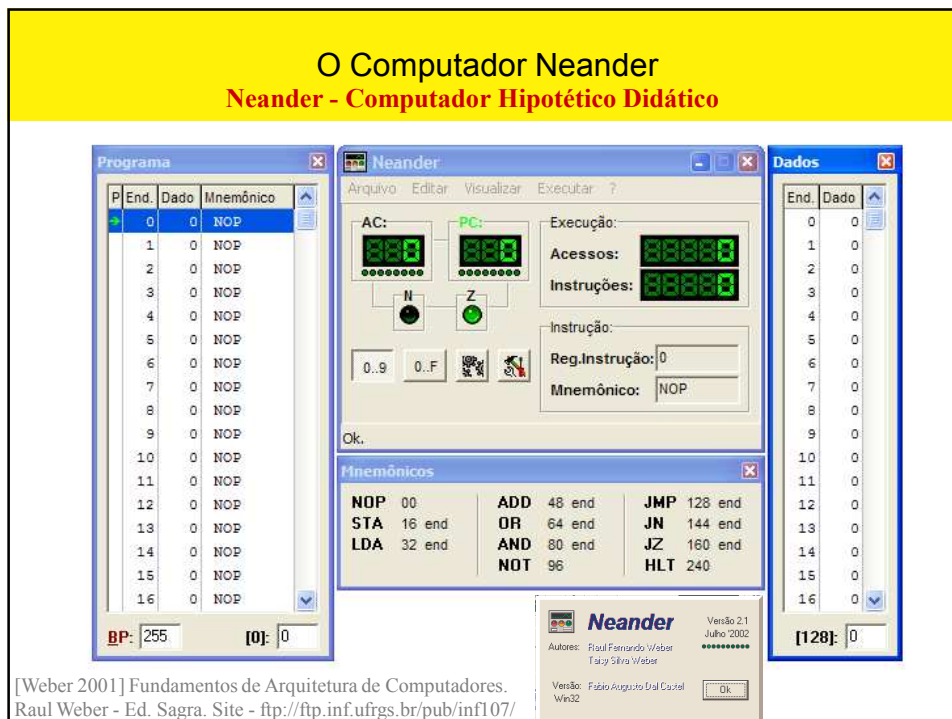 O Computador Neander
Neander - Computador Hipotético Didático
Programa
P End. Dado Mnemônico
0 0 NOP
1 0 NOP
2 0 NOP
3 0 NOP
4 0 NOP
5 0 NOP
6 0 NOP
7 0 NOP
8 0 NOP
9 0 NOP
10 0 NOP
11 0 NOP
12 0 NOP
13 0 NOP
14 0 NOP
15 0 NOP
16 0 NOP
BP: 255 [0]: 0
Neander
Arquivo Editar Visualizar Executar ?
AC: PC:
0 0
N Z
0..9 0..F
Execução:
Acessos: 0
Instruções: 0
Instrução:
Reg.Instrução: 0
Mnemônico: NOP
Ok.
Mnemônicos
NOP 00 ADD 48 end JMP 128 end
STA 16 end OR 64 end JN 144 end
LDA 32 end AND 80 end JZ 160 end
NOT 96 HLT 240
Dados
End. Dado
0 0
1 0
2 0
3 0
4 0
5 0
6 0
7 0
8 0
9 0
10 0
11 0
12 0
13 0
14 0
15 0
16 0
[128]: 0
Neander Versão 2.1
Julho '2002
Autores: Raul Fernando Weber
Taisy Silva Weber
Versão: Fabio Augusto Dal Castel Ok
Win32
[Weber 2001] Fundamentos de Arquitetura de Computadores.
Raul Weber - Ed. Sagra. Site - ftp://ftp.inf.ufrgs.br/pub/inf107/